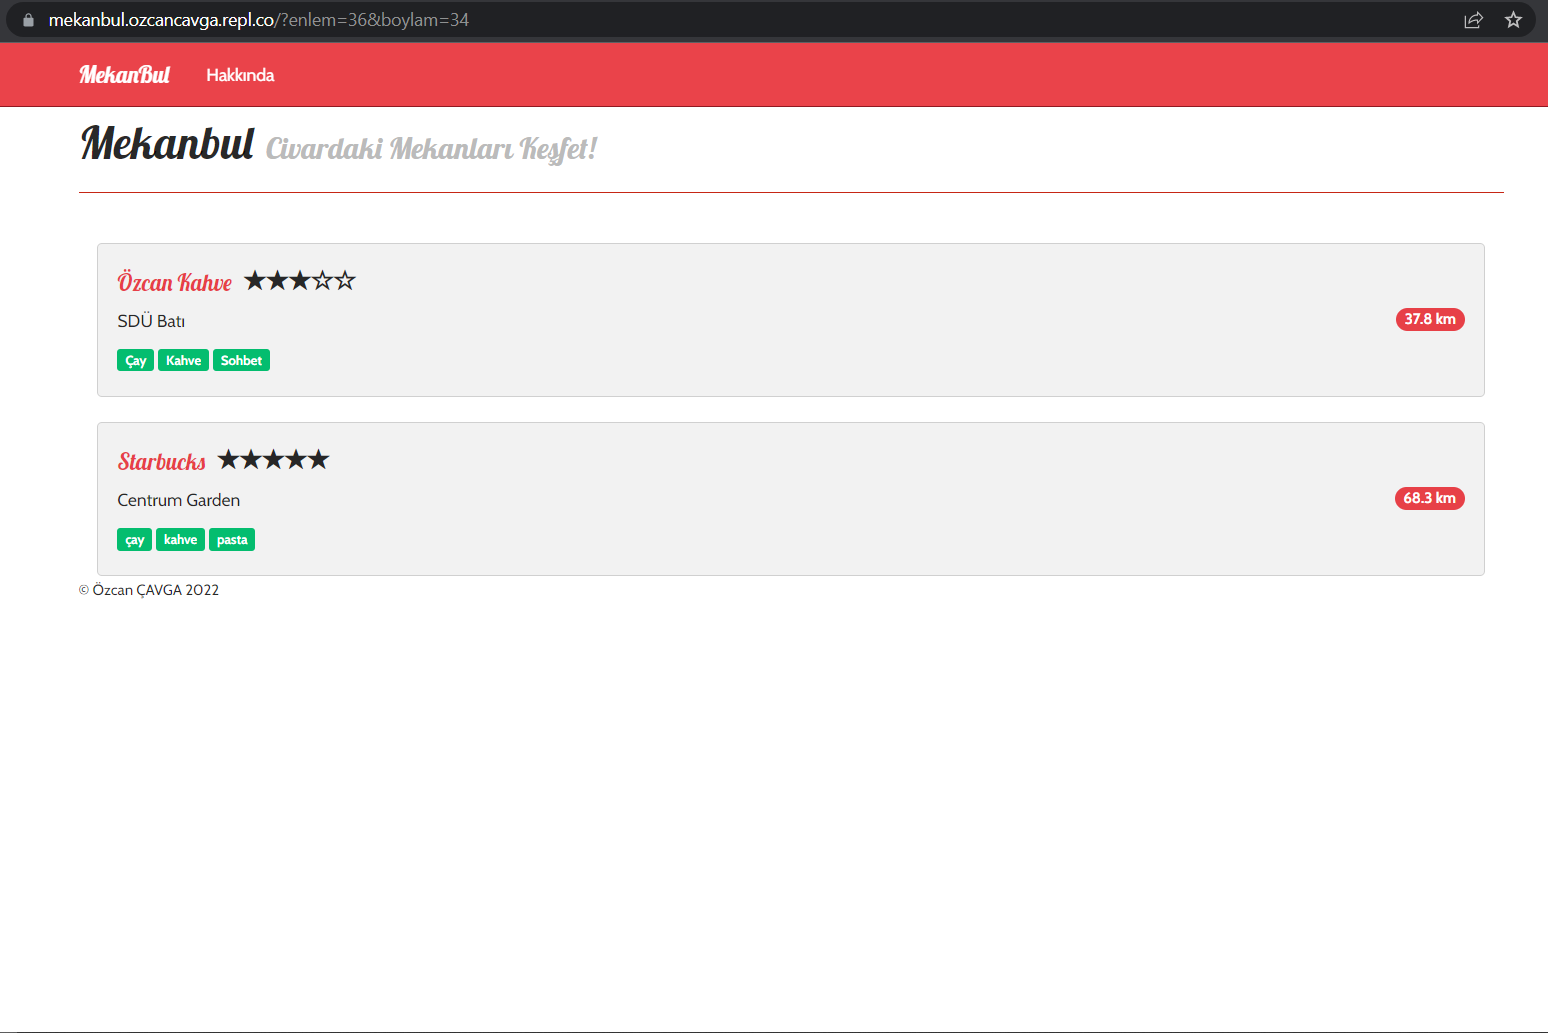 mekanbul.ozcancavga.repl.co/?enlem=36&boylam=34
MekanBul Hakkında
Mekanbul Civardaki Mekanları Keşfet!
Özcan Kahve ★★★☆☆
SDÜ Batı
37.8 km
Çay Kahve Sohbet
Starbucks ★★★★★
Centrum Garden
68.3 km
çay kahve pasta
© Özcan ÇAVGA 2022